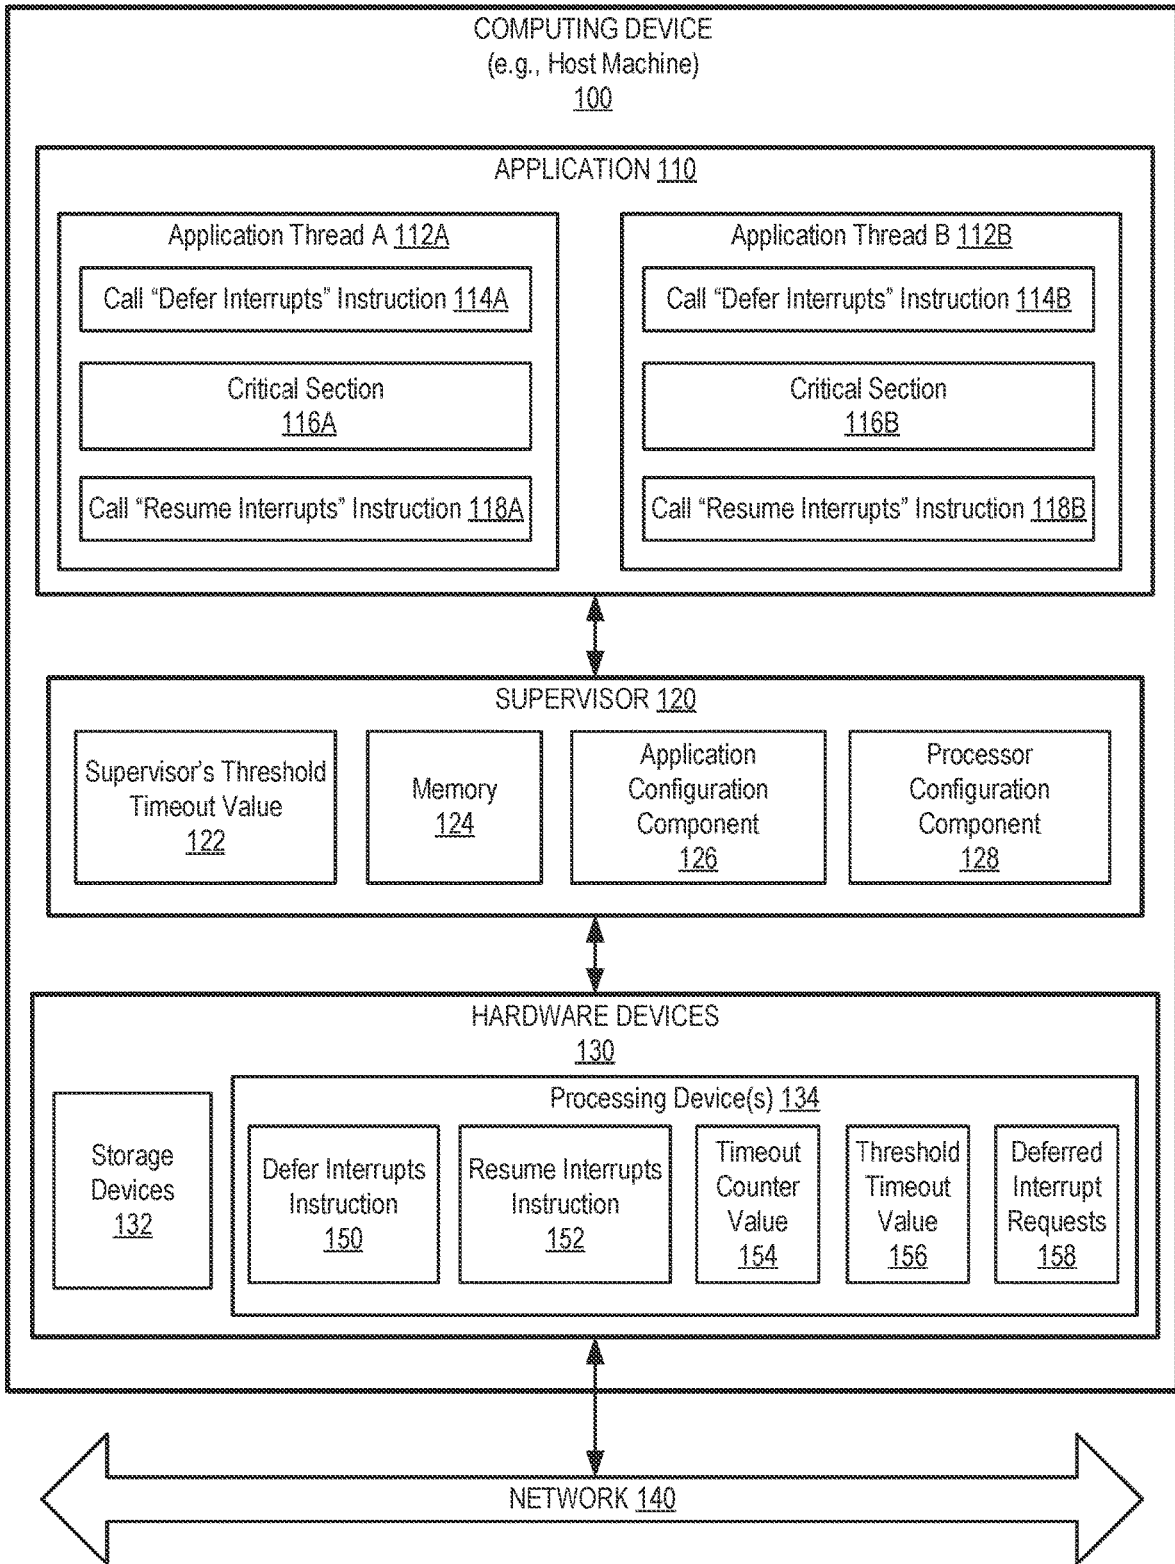 COMPUTING DEVICE
(e.g., Host Machine)
100
APPLICATION 110
Application Thread A 112A
Call “Defer Interrupts” Instruction 114A
Critical Section
116A
Call “Resume Interrupts” Instruction 118A
Application Thread B 112B
Call “Defer Interrupts” Instruction 114B
Critical Section
116B
Call “Resume Interrupts” Instruction 118B
SUPERVISOR 120
Supervisor’s Threshold
Timeout Value
122
Memory
124
Application
Configuration
Component
126
Processor
Configuration
Component
128
HARDWARE DEVICES
130
Storage
Devices
132
Processing Device(s) 134
Defer Interrupts
Instruction
150
Resume Interrupts
Instruction
152
Timeout
Counter
Value
154
Threshold
Timeout
Value
156
Deferred
Interrupt
Requests
158
NETWORK 140